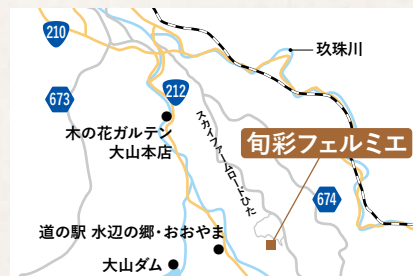 210
玖珠川
673
212
木の花ガルテン
大山本店
スカイファームロードひた
旬彩フェルミエ
674
道の駅 水辺の郷・おおやま
大山ダム